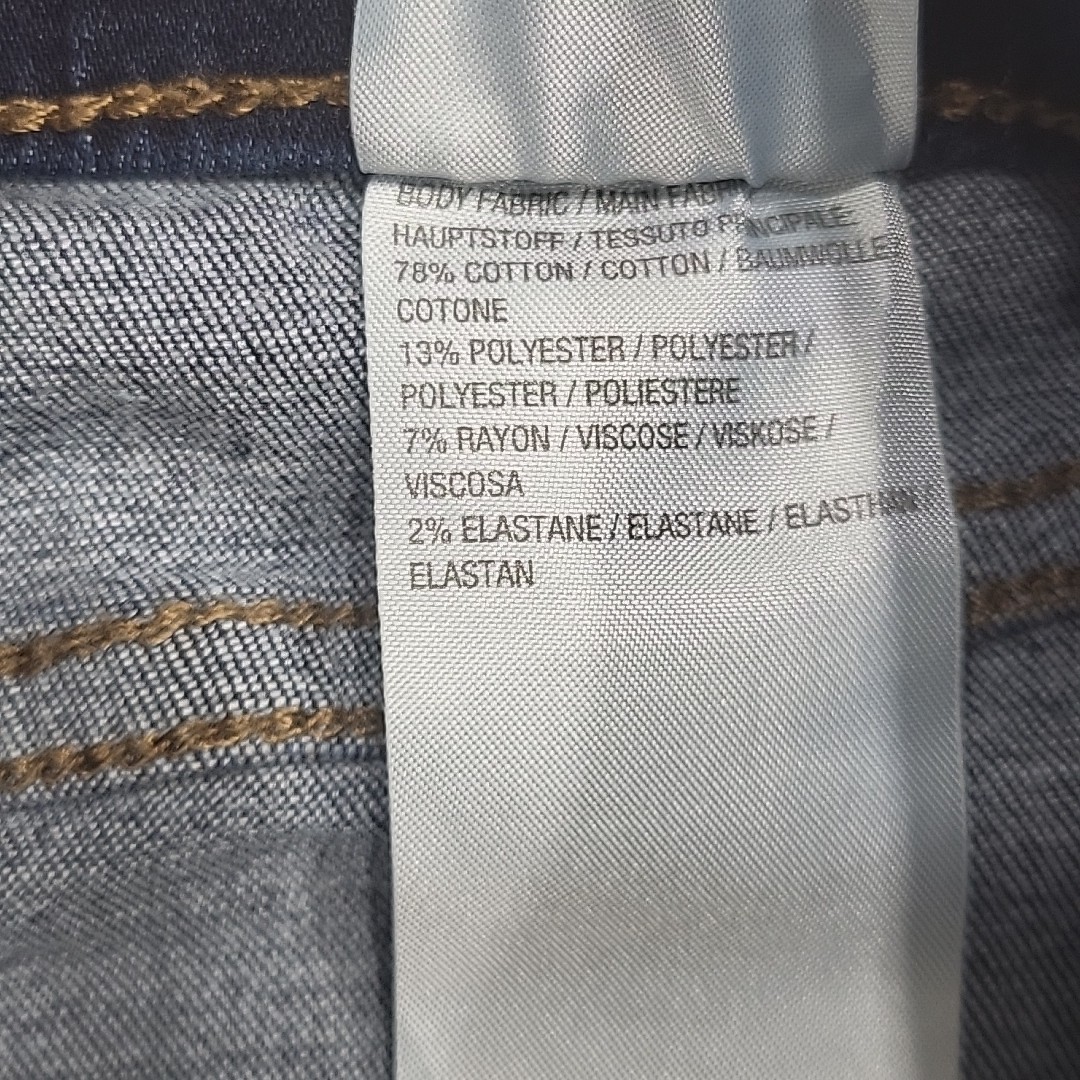 BODY FABRIC / MAIN FABRIC
HAUPTSTOFF / TESSUTO PRINCIPALE
78% COTTON / COTTON / BAUMWOLLE
COTONE
13% POLYESTER / POLYESTER /
POLYESTER / POLIESTERE
7% RAYON / VISCOSE / VISKOSE /
VISCOSA
2% ELASTANE / ELASTANE / ELASTHAN
ELASTAN